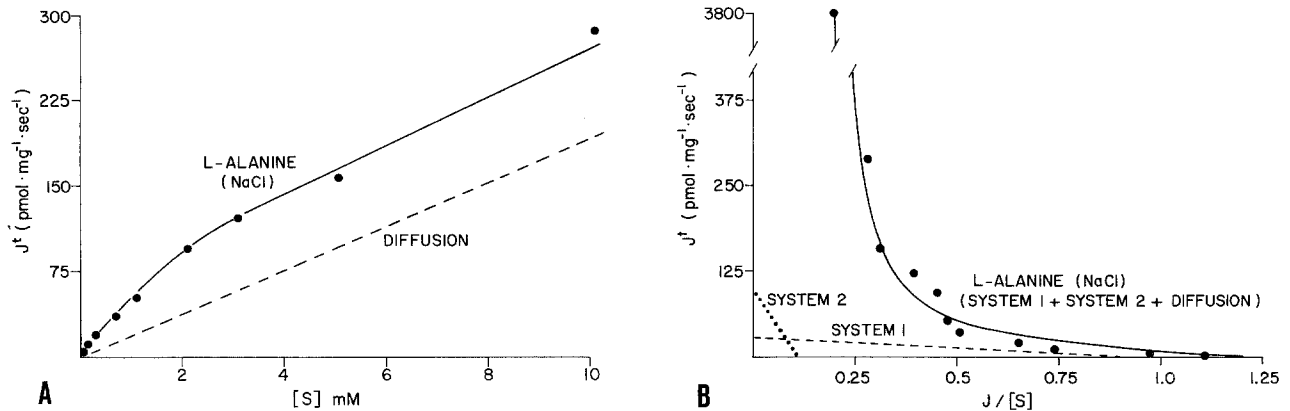 300
225
150
75
J^t (pmol·mg⁻¹·sec⁻¹)
L-ALANINE
(NaCl)
DIFFUSION
2
4
6
8
10
[S] mM
A
3800
375
250
125
J^t (pmol·mg⁻¹·sec⁻¹)
SYSTEM 2
SYSTEM 1
L-ALANINE (NaCl)
(SYSTEM 1 + SYSTEM 2 + DIFFUSION)
0.25
0.5
0.75
1.0
1.25
J/[S]
B